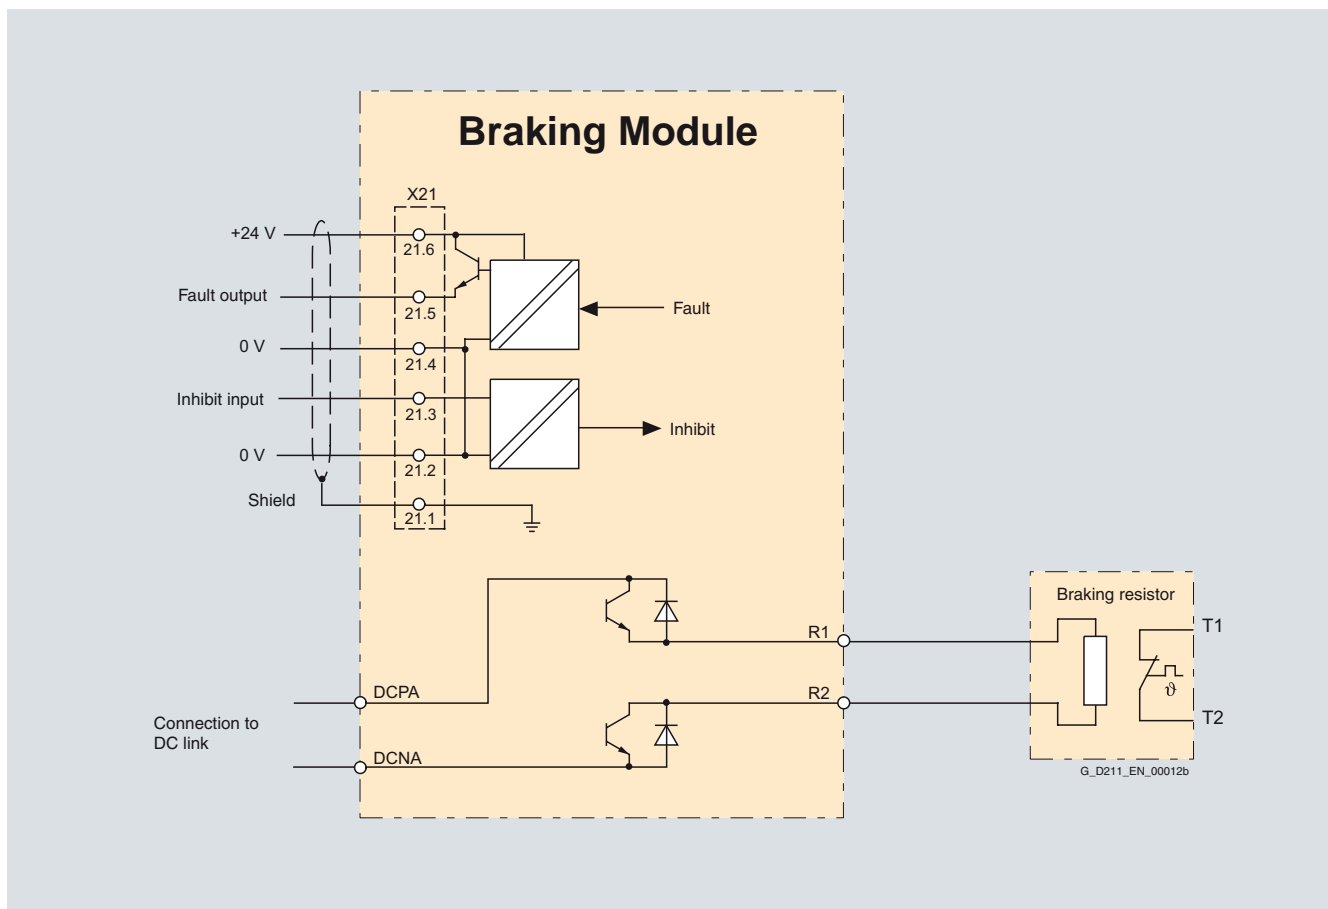 Braking Module
X21
+24 V
21.6
Fault output
21.5
Fault
0 V
21.4
Inhibit input
21.3
Inhibit
0 V
21.2
Shield
21.1
Braking resistor
R1
T1
DCPA
R2
ϑ
T2
Connection to
DC link
DCNA
G_D211_EN_00012b